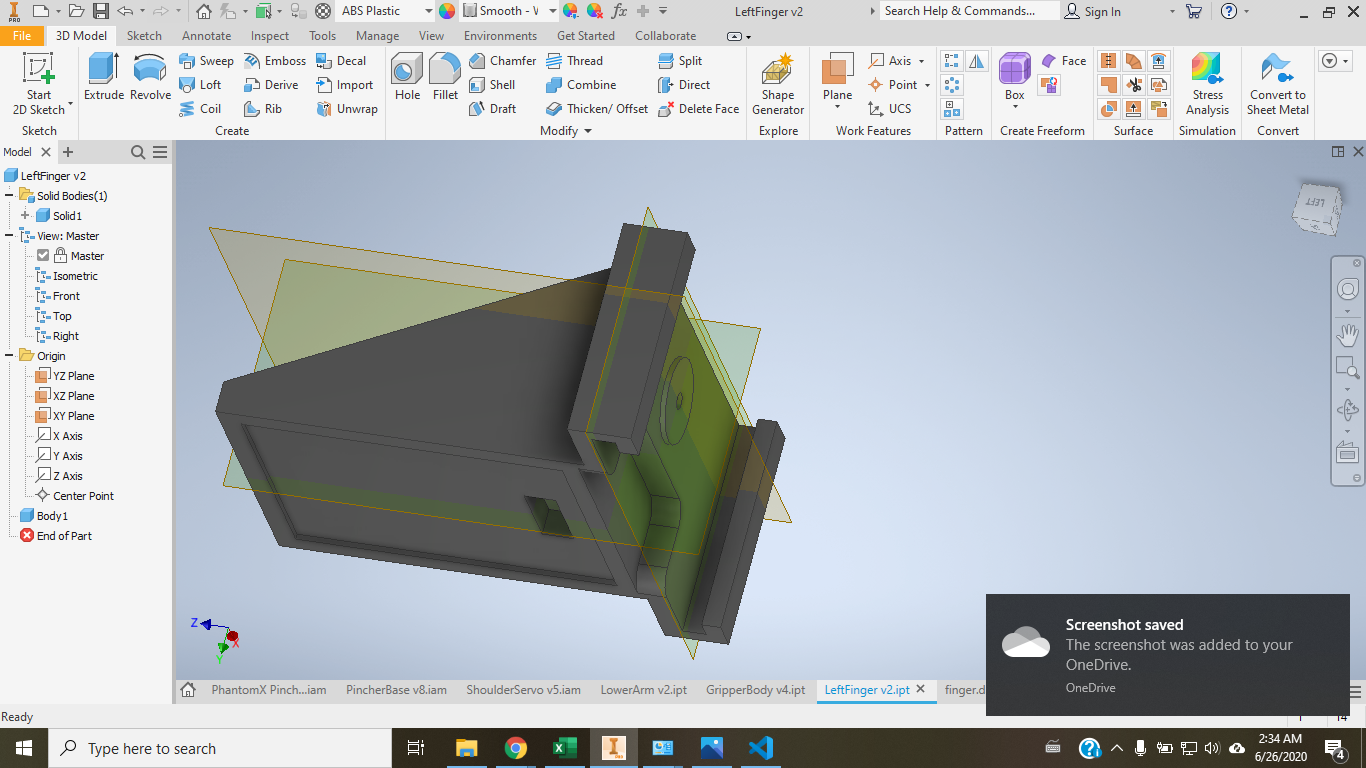 PRO
ABS Plastic
Smooth - W
LeftFinger v2
Search Help & Commands...
Sign In
File
3D Model
Sketch
Annotate
Inspect
Tools
Manage
View
Environments
Get Started
Collaborate
Start
2D Sketch
Sketch
Extrude
Revolve
Sweep
Loft
Coil
Emboss
Derive
Rib
Decal
Import
Unwrap
Create
Hole
Fillet
Chamfer
Shell
Draft
Thread
Combine
Thicken/ Offset
Split
Direct
Delete Face
Modify
Shape
Generator
Explore
Plane
Axis
Point
UCS
Work Features
Pattern
Box
Face
Create Freeform
Surface
Stress
Analysis
Simulation
Convert to
Sheet Metal
Convert
Model
LeftFinger v2
Solid Bodies(1)
Solid1
View: Master
Master
Isometric
Front
Top
Right
Origin
YZ Plane
XZ Plane
XY Plane
X Axis
Y Axis
Z Axis
Center Point
Body1
End of Part
LEFT
Z
X
Y
Screenshot saved
The screenshot was added to your
OneDrive.
OneDrive
PhantomX Pinch...iam
PincherBase v8.iam
ShoulderServo v5.iam
LowerArm v2.ipt
GripperBody v4.ipt
LeftFinger v2.ipt
finger.d
Ready
1
14
Type here to search
2:34 AM
6/26/2020
4